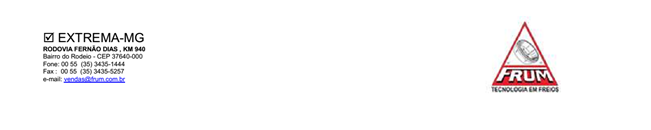 ☑ EXTREMA-MG
RODOVIA FERNÃO DIAS , KM 940
Bairro do Rodeio - CEP 37640-000
Fone: 00 55 (35) 3435-1444
Fax : 00 55 (35) 3435-5257
e-mail: vendas@frum.com.br
FRUM
TECNOLOGIA EM FREIOS